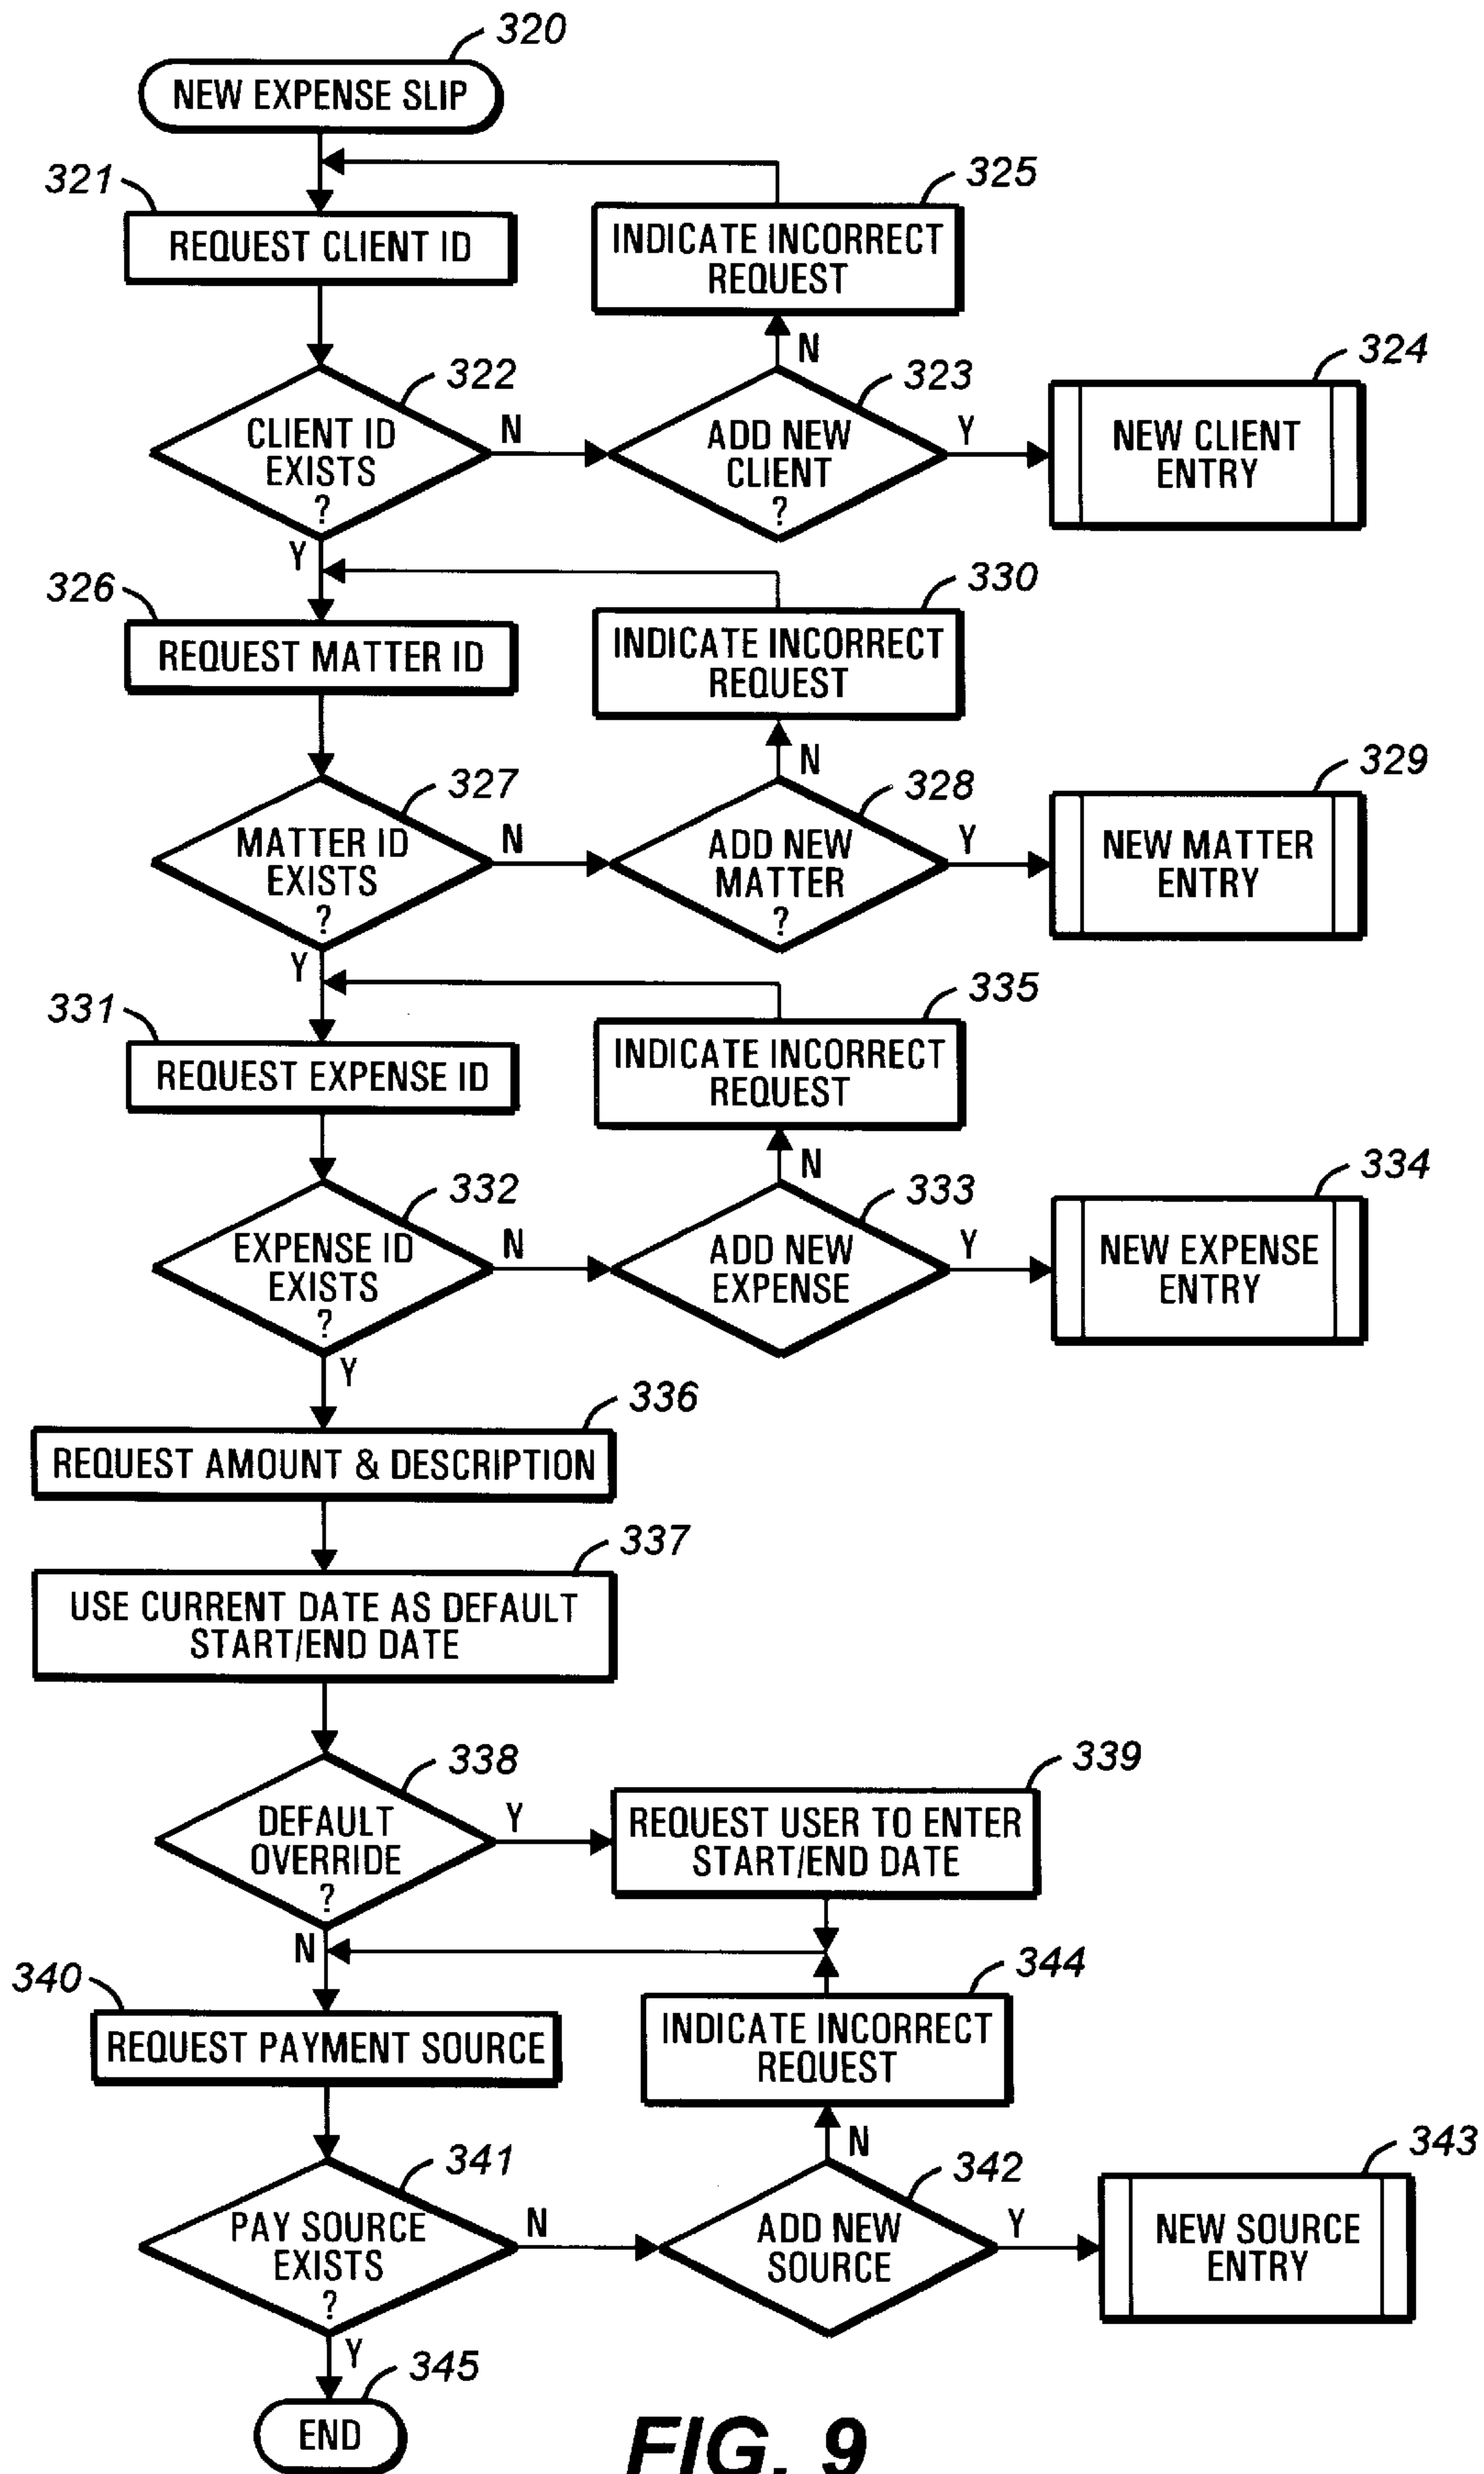 320
NEW EXPENSE SLIP
321
REQUEST CLIENT ID
325
INDICATE INCORRECT
REQUEST
N
322
CLIENT ID
EXISTS
?
N
323
ADD NEW
CLIENT
?
Y
324
NEW CLIENT
ENTRY
Y
326
REQUEST MATTER ID
330
INDICATE INCORRECT
REQUEST
N
327
MATTER ID
EXISTS
?
N
328
ADD NEW
MATTER
?
Y
329
NEW MATTER
ENTRY
Y
331
REQUEST EXPENSE ID
335
INDICATE INCORRECT
REQUEST
N
332
EXPENSE ID
EXISTS
?
N
333
ADD NEW
EXPENSE
Y
334
NEW EXPENSE
ENTRY
Y
336
REQUEST AMOUNT & DESCRIPTION
337
USE CURRENT DATE AS DEFAULT
START/END DATE
338
DEFAULT
OVERRIDE
?
Y
339
REQUEST USER TO ENTER
START/END DATE
N
340
REQUEST PAYMENT SOURCE
344
INDICATE INCORRECT
REQUEST
N
341
PAY SOURCE
EXISTS
?
N
342
ADD NEW
SOURCE
Y
343
NEW SOURCE
ENTRY
Y
345
END
FIG. 9